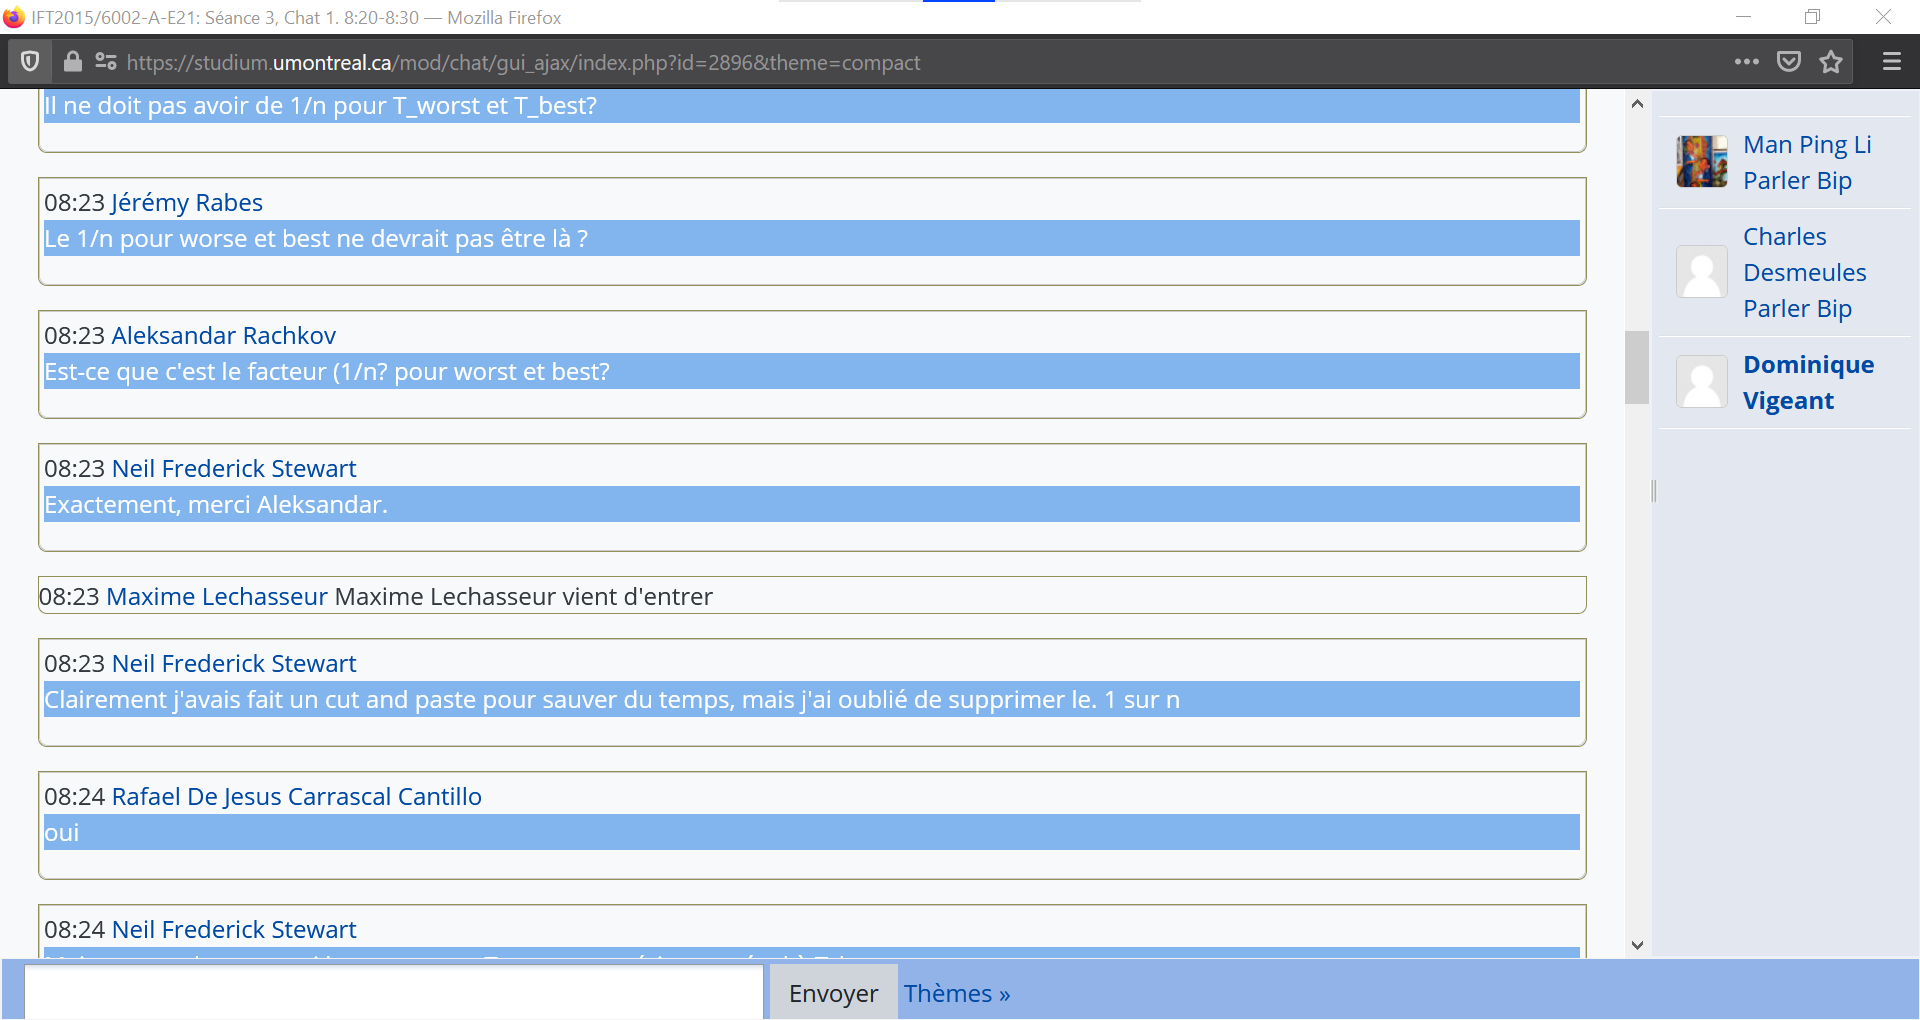 IFT2015/6002-A-E21: Séance 3, Chat 1. 8:20-8:30 — Mozilla Firefox
https://studium.umontreal.ca/mod/chat/gui_ajax/index.php?id=2896&theme=compact
Il ne doit pas avoir de 1/n pour T_worst et T_best?
08:23 Jérémy Rabes
Le 1/n pour worse et best ne devrait pas être là ?
08:23 Aleksandar Rachkov
Est-ce que c'est le facteur (1/n? pour worst et best?
08:23 Neil Frederick Stewart
Exactement, merci Aleksandar.
08:23 Maxime Lechasseur Maxime Lechasseur vient d'entrer
08:23 Neil Frederick Stewart
Clairement j'avais fait un cut and paste pour sauver du temps, mais j'ai oublié de supprimer le. 1 sur n
08:24 Rafael De Jesus Carrascal Cantillo
oui
08:24 Neil Frederick Stewart
Envoyer Thèmes »
Man Ping Li
Parler Bip
Charles
Desmeules
Parler Bip
Dominique
Vigeant